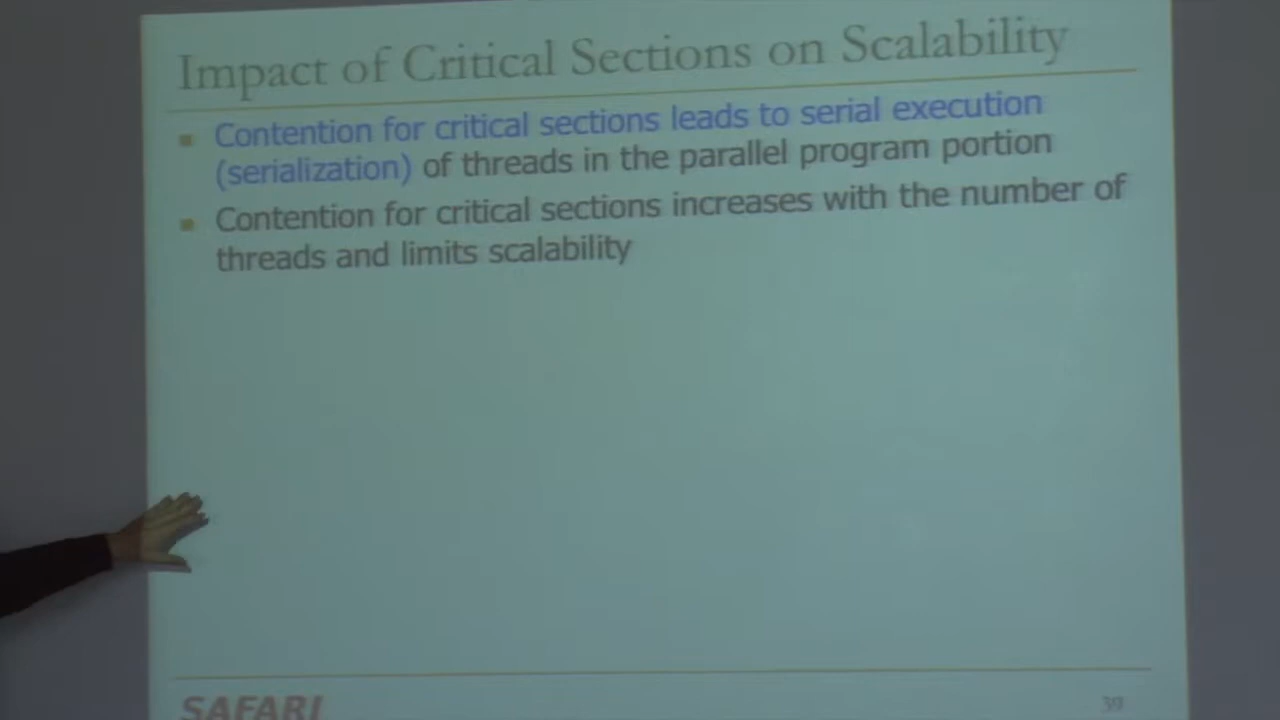 Impact of Critical Sections on Scalability
Contention for critical sections leads to serial execution
(serialization) of threads in the parallel program portion
Contention for critical sections increases with the number of
threads and limits scalability
SAFARI
39